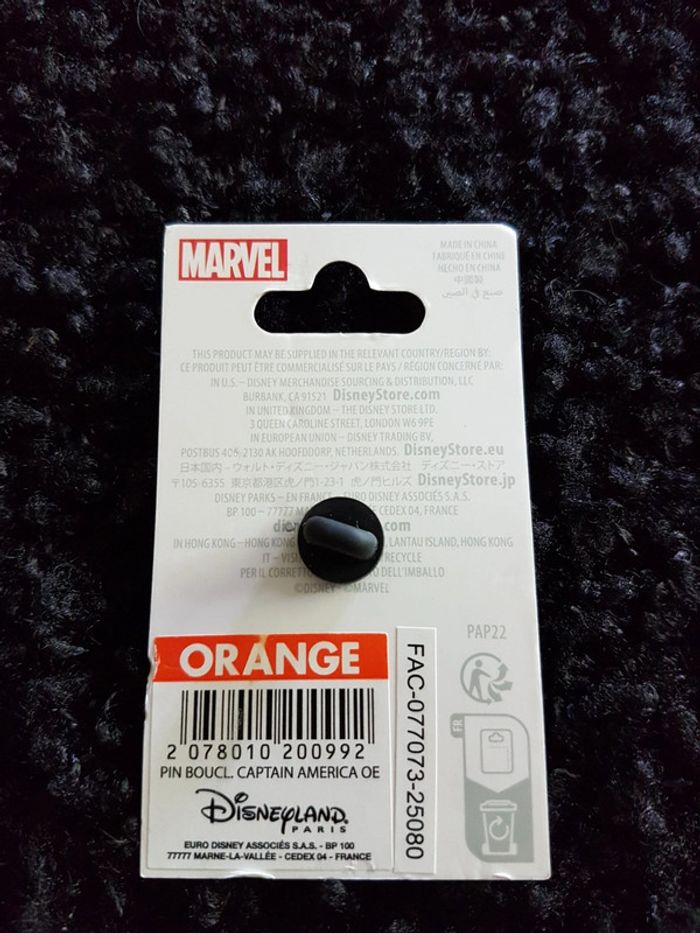 MARVEL
MADE IN CHINA
FABRIQUÉ EN CHINE
HECHO EN CHINA
中國製
صنع في الصين
THIS PRODUCT MAY BE SUPPLIED IN THE RELEVANT COUNTRY/REGION BY:
CE PRODUIT PEUT ÊTRE COMMERCIALISÉ SUR LE PAYS / RÉGION CONCERNÉ PAR:
IN U.S. – DISNEY MERCHANDISE SOURCING & DISTRIBUTION, LLC
BURBANK, CA 91521 DisneyStore.com
IN UNITED KINGDOM – THE DISNEY STORE LTD.
3 QUEEN CAROLINE STREET, LONDON W6 9PE
IN EUROPEAN UNION – DISNEY TRADING BV,
POSTBUS 406, 2130 AK HOOFDDORP, NETHERLANDS. DisneyStore.eu
日本国内 – ウォルト・ディズニー・ジャパン株式会社 ディズニー・ストア
〒105-6355 東京都港区虎ノ門1-23-1 虎ノ門ヒルズ DisneyStore.jp
DISNEY PARKS – EN FRANCE EURO DISNEY ASSOCIÉS S.A.S.
BP 100 – 77777 MA CEDEX 04, FRANCE
.com
IN HONG KONG – HONG KONG LANTAU ISLAND, HONG KONG
IT – RECYCLE
PER IL DELL'IMBALLO
©DISNEY ©MARVEL
PAP22
FR
ORANGE
2 078010 200992
PIN BOUCL. CAPTAIN AMERICA OE
DISNEYLAND
PARIS
EURO DISNEY ASSOCIÉS S.A.S. - BP 100
77777 MARNE-LA-VALLÉE - CEDEX 04 - FRANCE
FAC-077073-25080